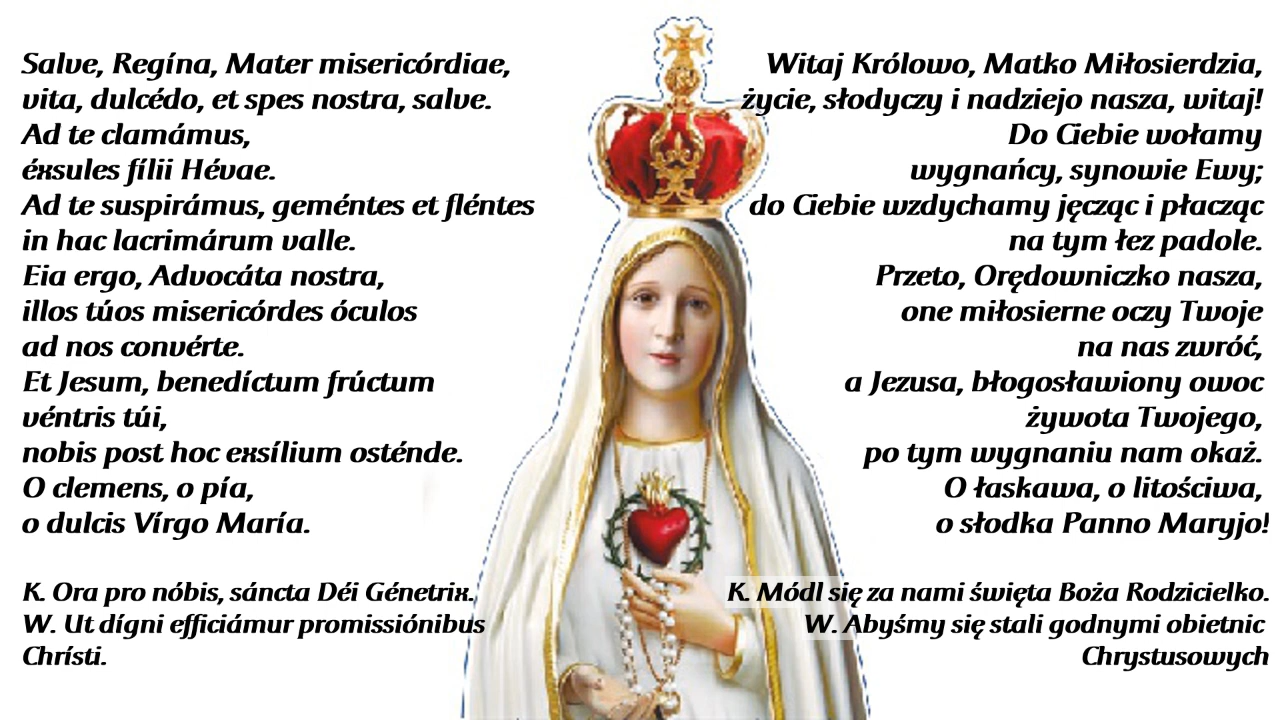 Salve, Regína, Mater misericórdiae,
vita, dulcédo, et spes nostra, salve.
Ad te clamámus,
éxsules fílii Hévae.
Ad te suspirámus, geméntes et fléntes
in hac lacrimárum valle.
Eia ergo, Advocáta nostra,
illos túos misericórdes óculos
ad nos convérte.
Et Jesum, benedíctum frúctum
véntris túi,
nobis post hoc exsílium osténde.
O clemens, o pía,
o dulcis Vírgo María.
K. Ora pro nóbis, sáncta Déi Génetrix.
W. Ut dígni efficiámur promissiónibus
Chrísti.
Witaj Królowo, Matko Miłosierdzia,
życie, słodyczy i nadziejo nasza, witaj!
Do Ciebie wołamy
wygnańcy, synowie Ewy;
do Ciebie wzdychamy jęcząc i płacząc
na tym łez padole.
Przeto, Orędowniczko nasza,
one miłosierne oczy Twoje
na nas zwróć,
a Jezusa, błogosławiony owoc
żywota Twojego,
po tym wygnaniu nam okaż.
O łaskawa, o litościwa,
o słodka Panno Maryjo!
K. Módl się za nami święta Boża Rodzicielko.
W. Abyśmy się stali godnymi obietnic
Chrystusowych